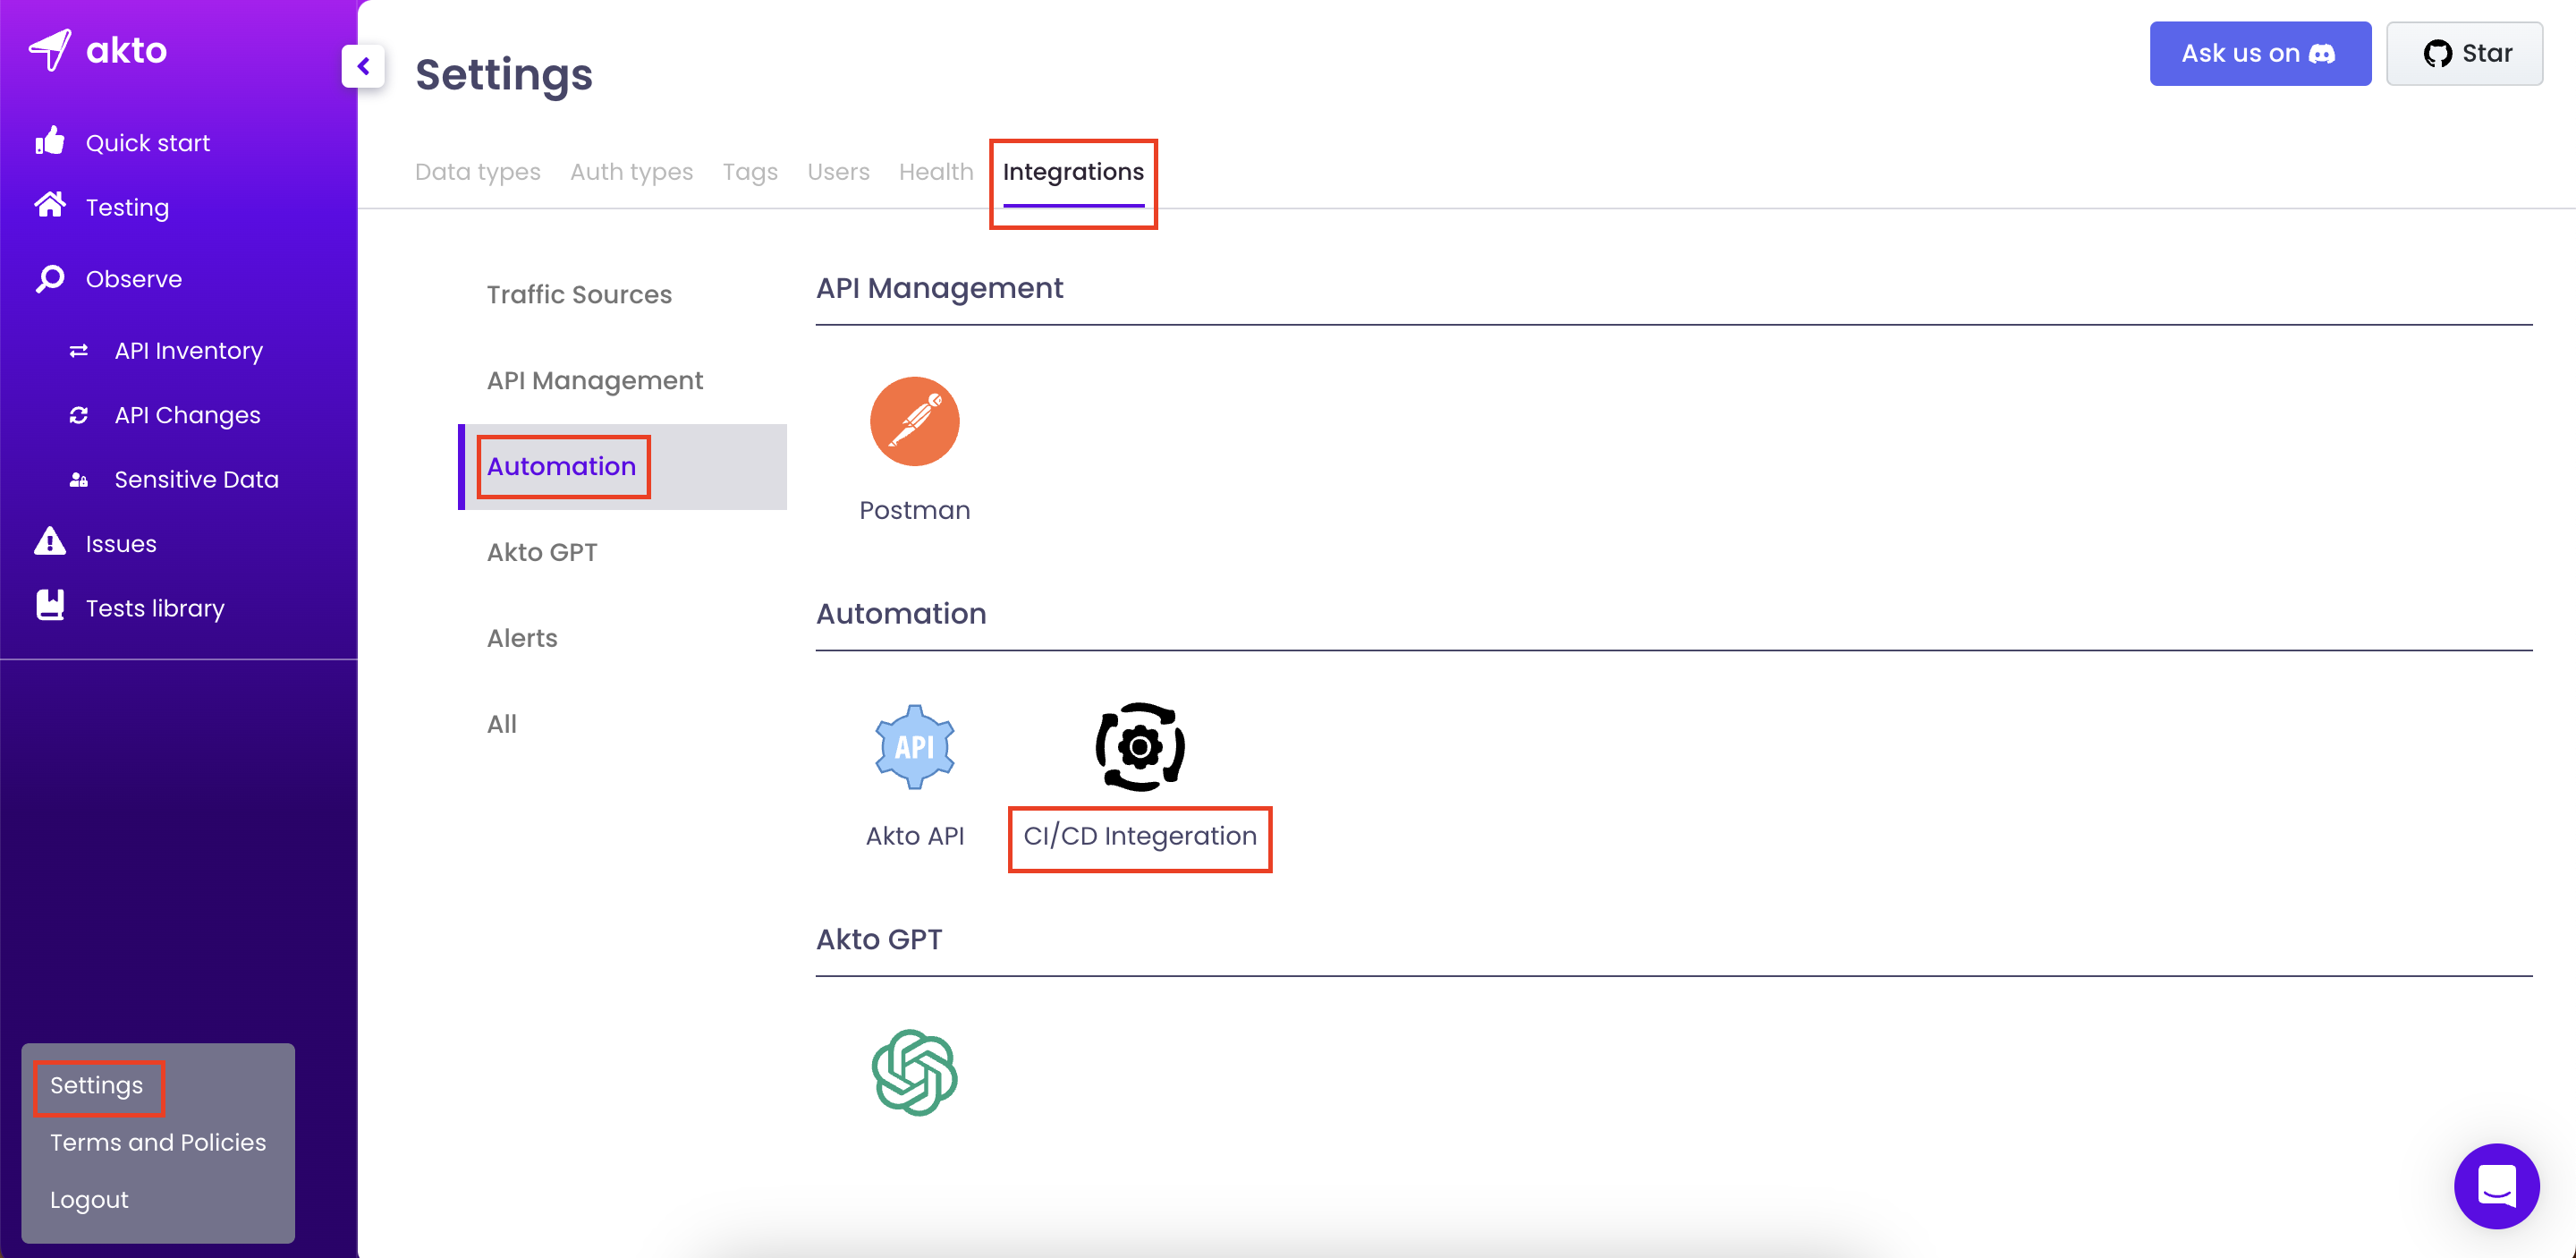 akto
Quick start
Testing
Observe
API Inventory
API Changes
Sensitive Data
Issues
Tests library
Settings
Terms and Policies
Logout
Settings
Ask us on
Star
Data types Auth types Tags Users Health Integrations
Traffic Sources
API Management
Automation
Akto GPT
Alerts
All
API Management
Postman
Automation
API
Akto API
CI/CD Integeration
Akto GPT